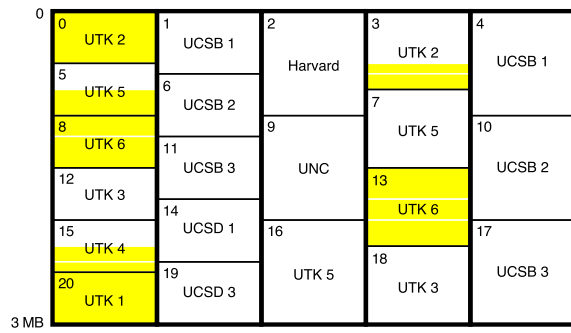 0
0
UTK 2
5
UTK 5
8
UTK 6
12
UTK 3
15
UTK 4
20
UTK 1
1
UCSB 1
6
UCSB 2
11
UCSB 3
14
UCSD 1
19
UCSD 3
2
Harvard
9
UNC
16
UTK 5
3
UTK 2
7
UTK 5
13
UTK 6
18
UTK 3
4
UCSB 1
10
UCSB 2
17
UCSB 3
3 MB